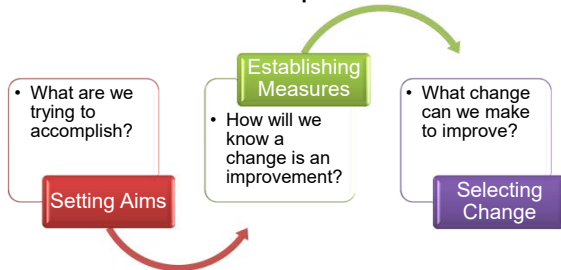 • What are we
trying to
accomplish?
Setting Aims
Establishing
Measures
• How will we
know a
change is an
improvement?
• What change
can we make
to improve?
Selecting
Change